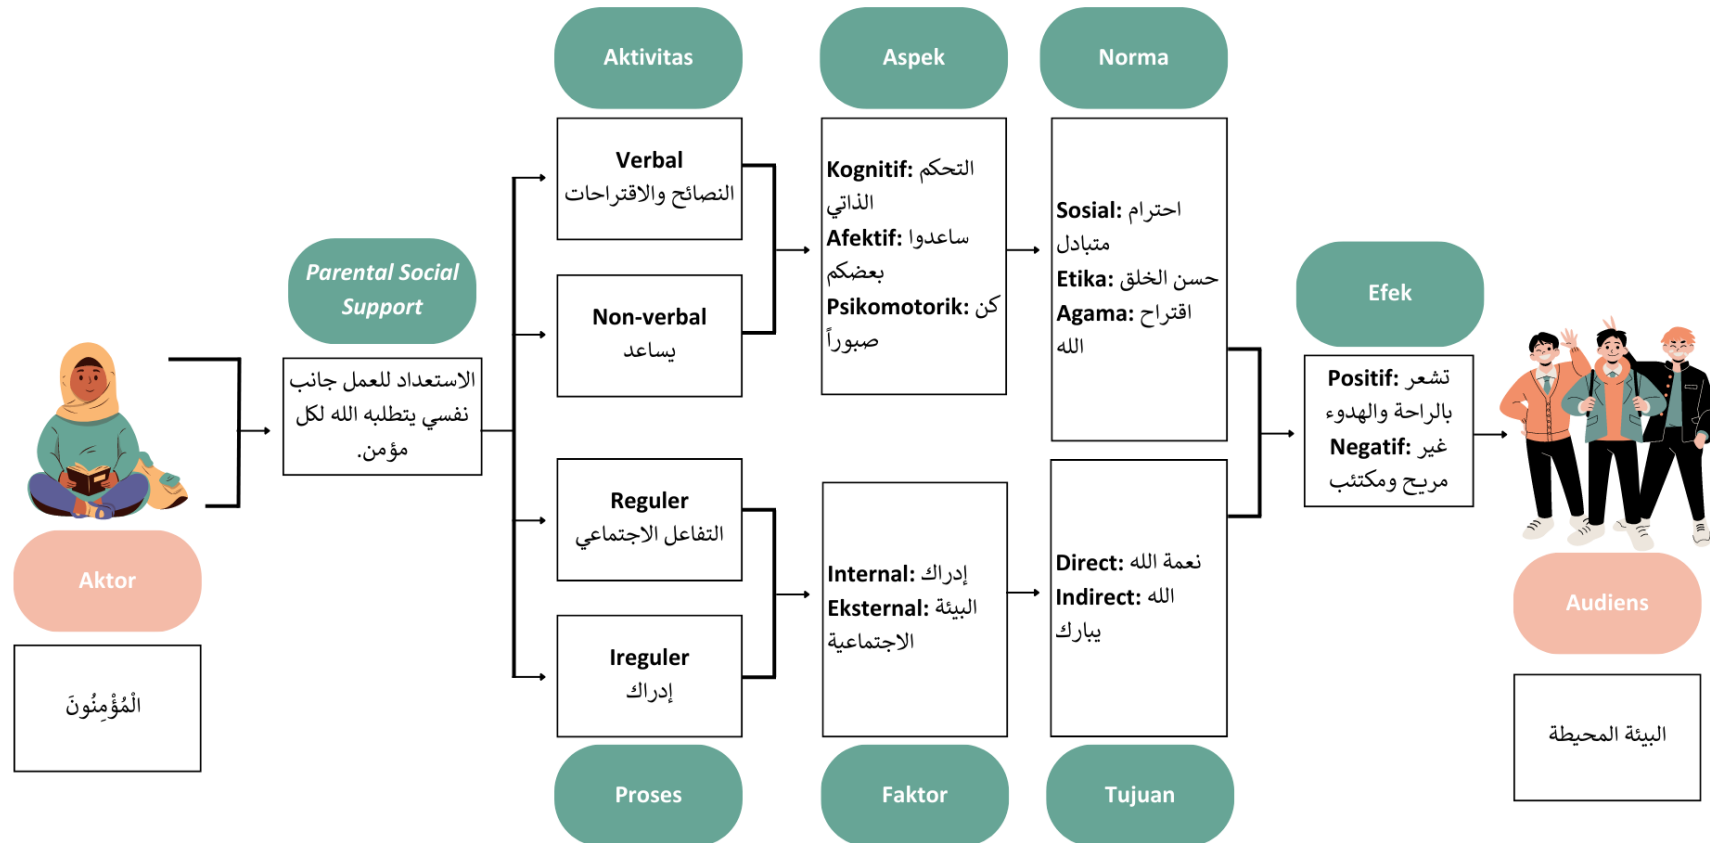 Aktivitas
Aspek
Norma
Verbal
النصائح والاقتراحات
Non-verbal
يساعد
Kognitif: التحكم
الذاتي
Afektif: ساعدوا
بعضكم
Psikomotorik: كن
صبوراً
Sosial: احترام
متبادل
Etika: حسن الخلق
Agama: اقتراح
الله
Parental Social
Support
الاستعداد للعمل جانب
نفسي يتطلبه الله لكل
مؤمن.
Efek
Positif: تشعر
بالراحة والهدوء
Negatif: غير
مريح ومكتئب
Reguler
التفاعل الاجتماعي
Ireguler
إدراك
Internal: إدراك
Eksternal: البيئة
الاجتماعية
Direct: نعمة الله
Indirect: الله
يبارك
Aktor
الْمُؤْمِنُونَ
Audiens
البيئة المحيطة
Proses
Faktor
Tujuan